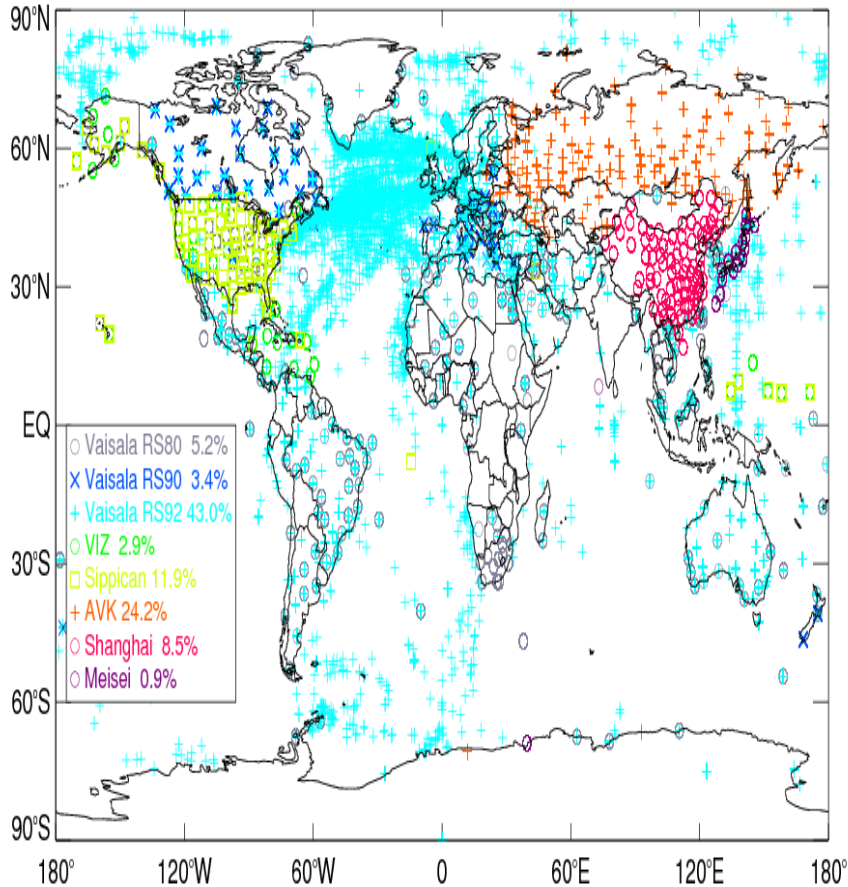 90°N
60°N
30°N
EQ
30°S
60°S
90°S
○ Vaisala RS80 5.2%
× Vaisala RS90 3.4%
+ Vaisala RS92 43.0%
○ VIZ 2.9%
□ Sippican 11.9%
+ AVK 24.2%
○ Shanghai 8.5%
○ Meisei 0.9%
180° 120°W 60°W 0 60°E 120°E 180°